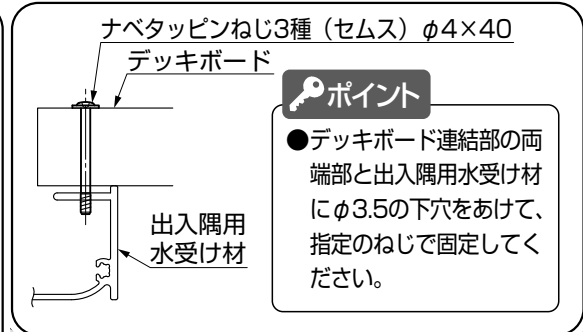 ナベタッピンねじ3種（セムス）φ4×40
デッキボード
ポイント
●デッキボード連結部の両
端部と出入隅用水受け材
にφ3.5の下穴をあけて、
指定のねじで固定してく
ださい。
出入隅用
水受け材